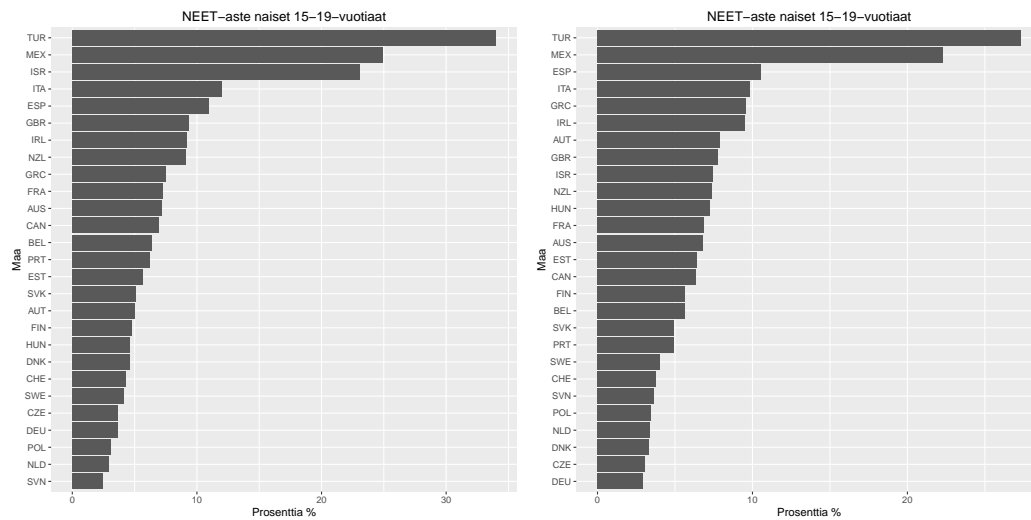 NEET−aste naiset 15−19−vuotiaat
TUR
MEX
ISR
ITA
ESP
GBR
IRL
NZL
GRC
FRA
AUS
CAN
BEL
PRT
EST
SVK
AUT
FIN
HUN
DNK
CHE
SWE
CZE
DEU
POL
NLD
SVN
Maa
0 10 20 30
Prosenttia %
NEET−aste naiset 15−19−vuotiaat
TUR
MEX
ESP
ITA
GRC
IRL
AUT
GBR
ISR
NZL
HUN
FRA
AUS
EST
CAN
FIN
BEL
SVK
PRT
SWE
CHE
SVN
POL
NLD
DNK
CZE
DEU
Maa
0 10 20
Prosenttia %